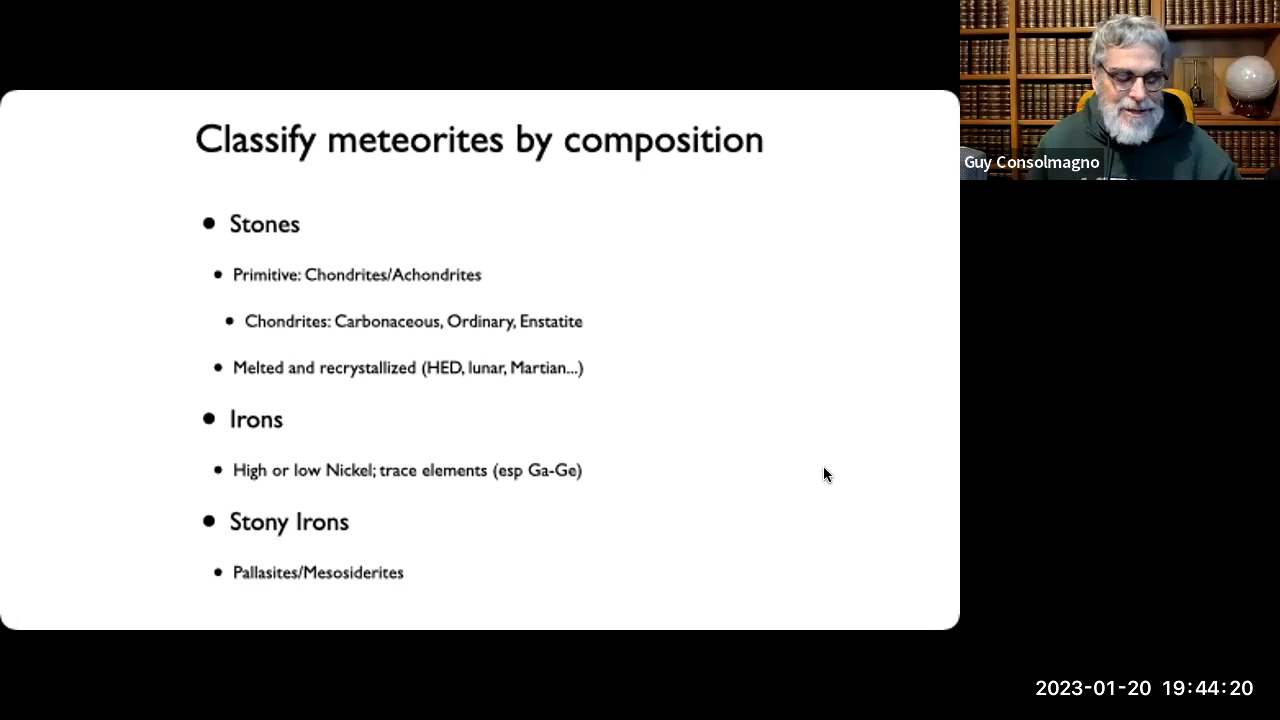 Classify meteorites by composition
Stones
Primitive: Chondrites/Achondrites
Chondrites: Carbonaceous, Ordinary, Enstatite
Melted and recrystallized (HED, lunar, Martian...)
Irons
High or low Nickel; trace elements (esp Ga-Ge)
Stony Irons
Pallasites/Mesosiderites
Guy Consolmagno
2023-01-20 19:44:20